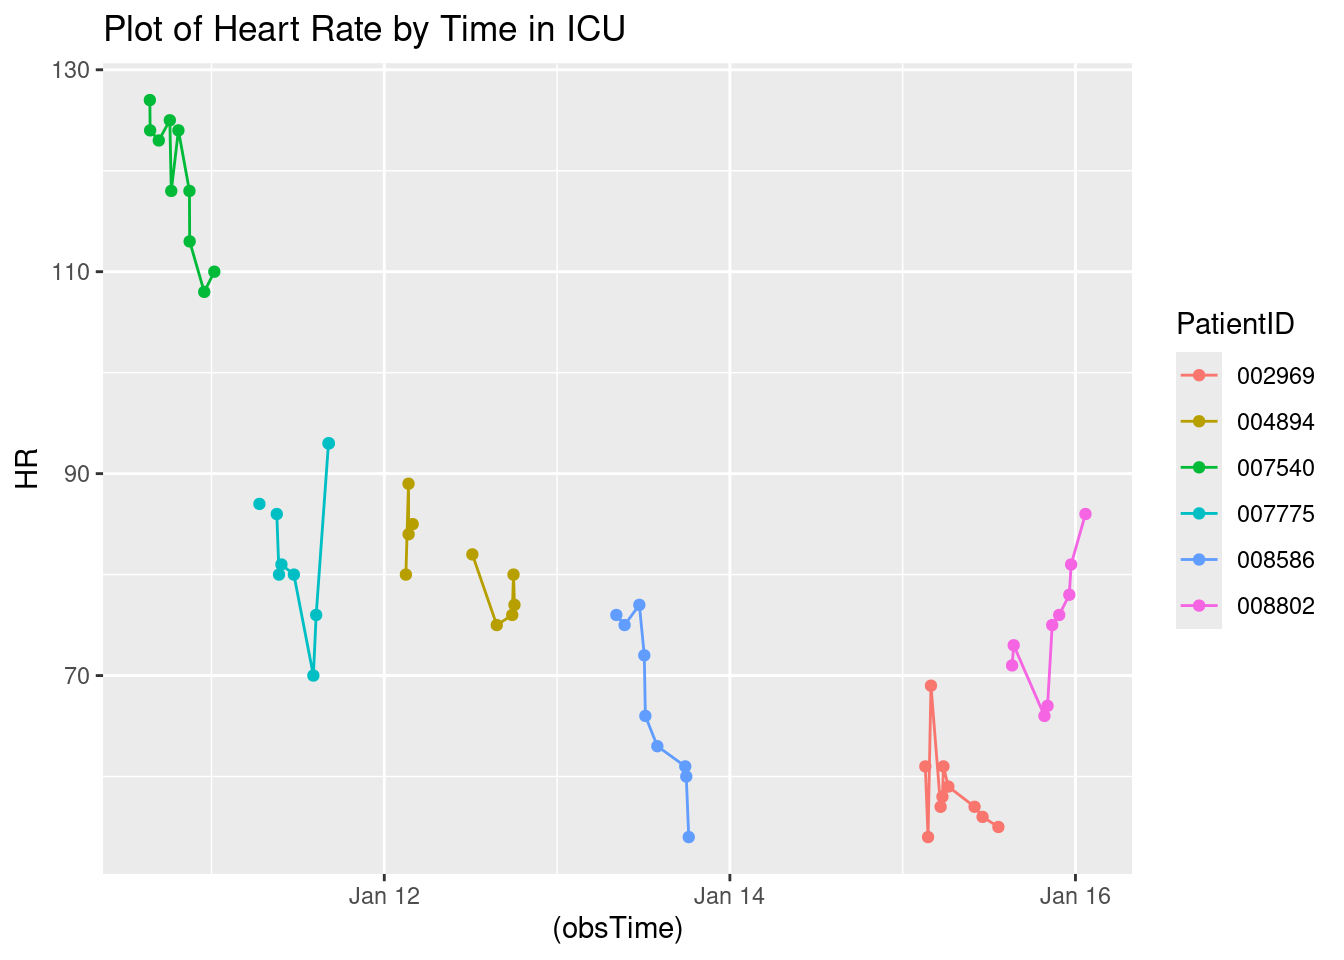 Plot of Heart Rate by Time in ICU
130
110
90
70
HR
Jan 12
Jan 14
Jan 16
(obsTime)
PatientID
002969
004894
007540
007775
008586
008802